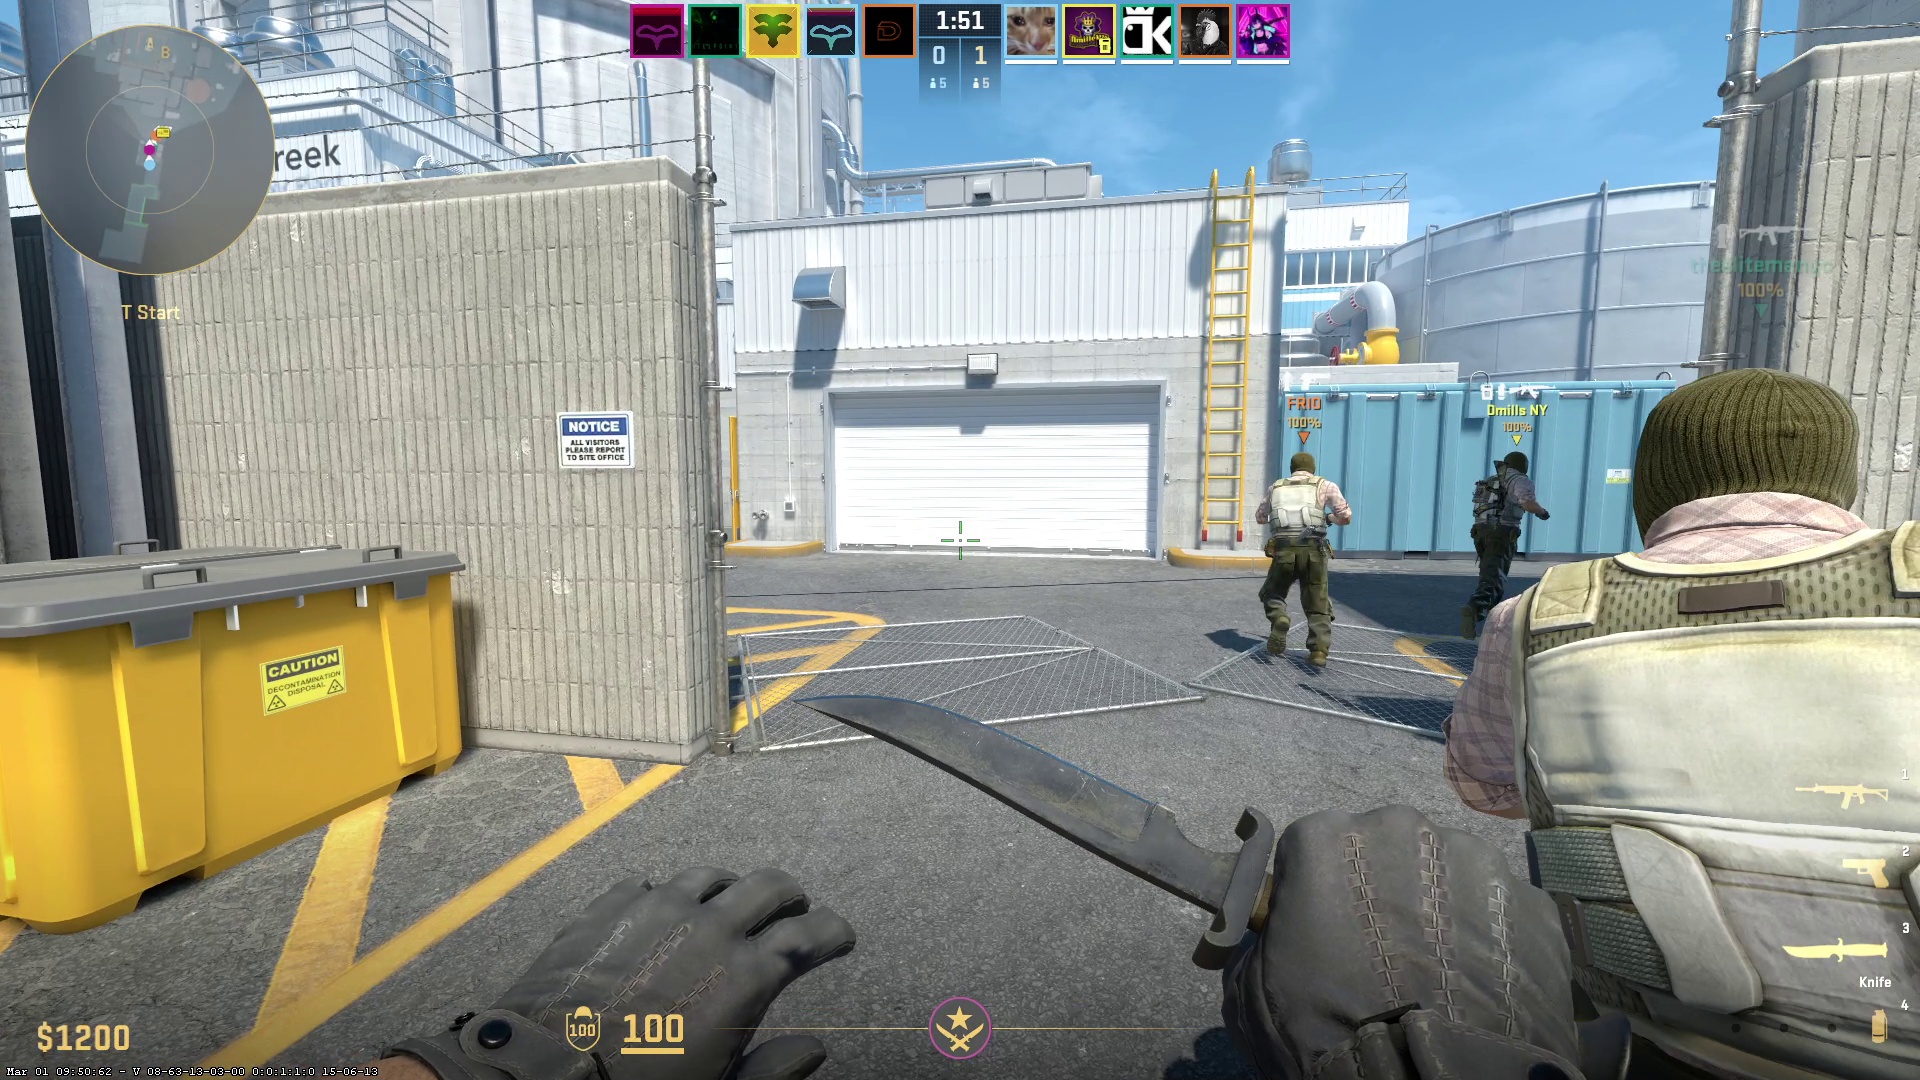 A
B
1:51
0 1
5 5
reek
T Start
100%
NOTICE
ALL VISITORS
PLEASE REPORT
TO SITE OFFICE
FRIO
100%
Dmills NY
100%
CAUTION
DECONTAMINATION
DISPOSAL
1
2
3
Knife
4
$1200
100
100
Mar 01 09:50:62 - V 08-63-13-03-00 0:0:1:1:0 15-06-13